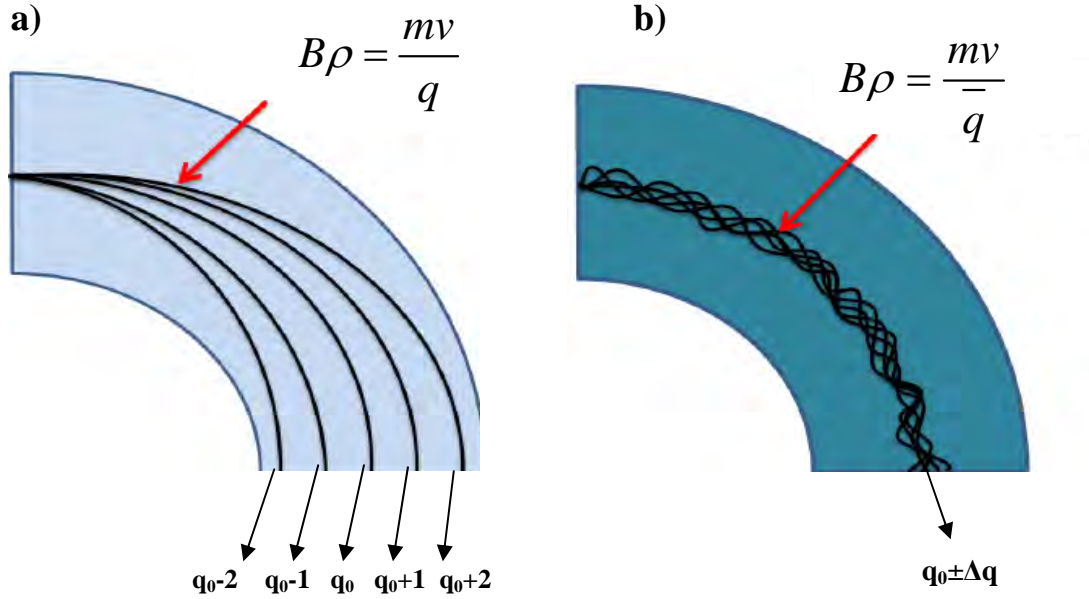 a)
Bρ = mv / q
q₀-2 q₀-1 q₀ q₀+1 q₀+2
b)
Bρ = mv / q̅
q₀±Δq